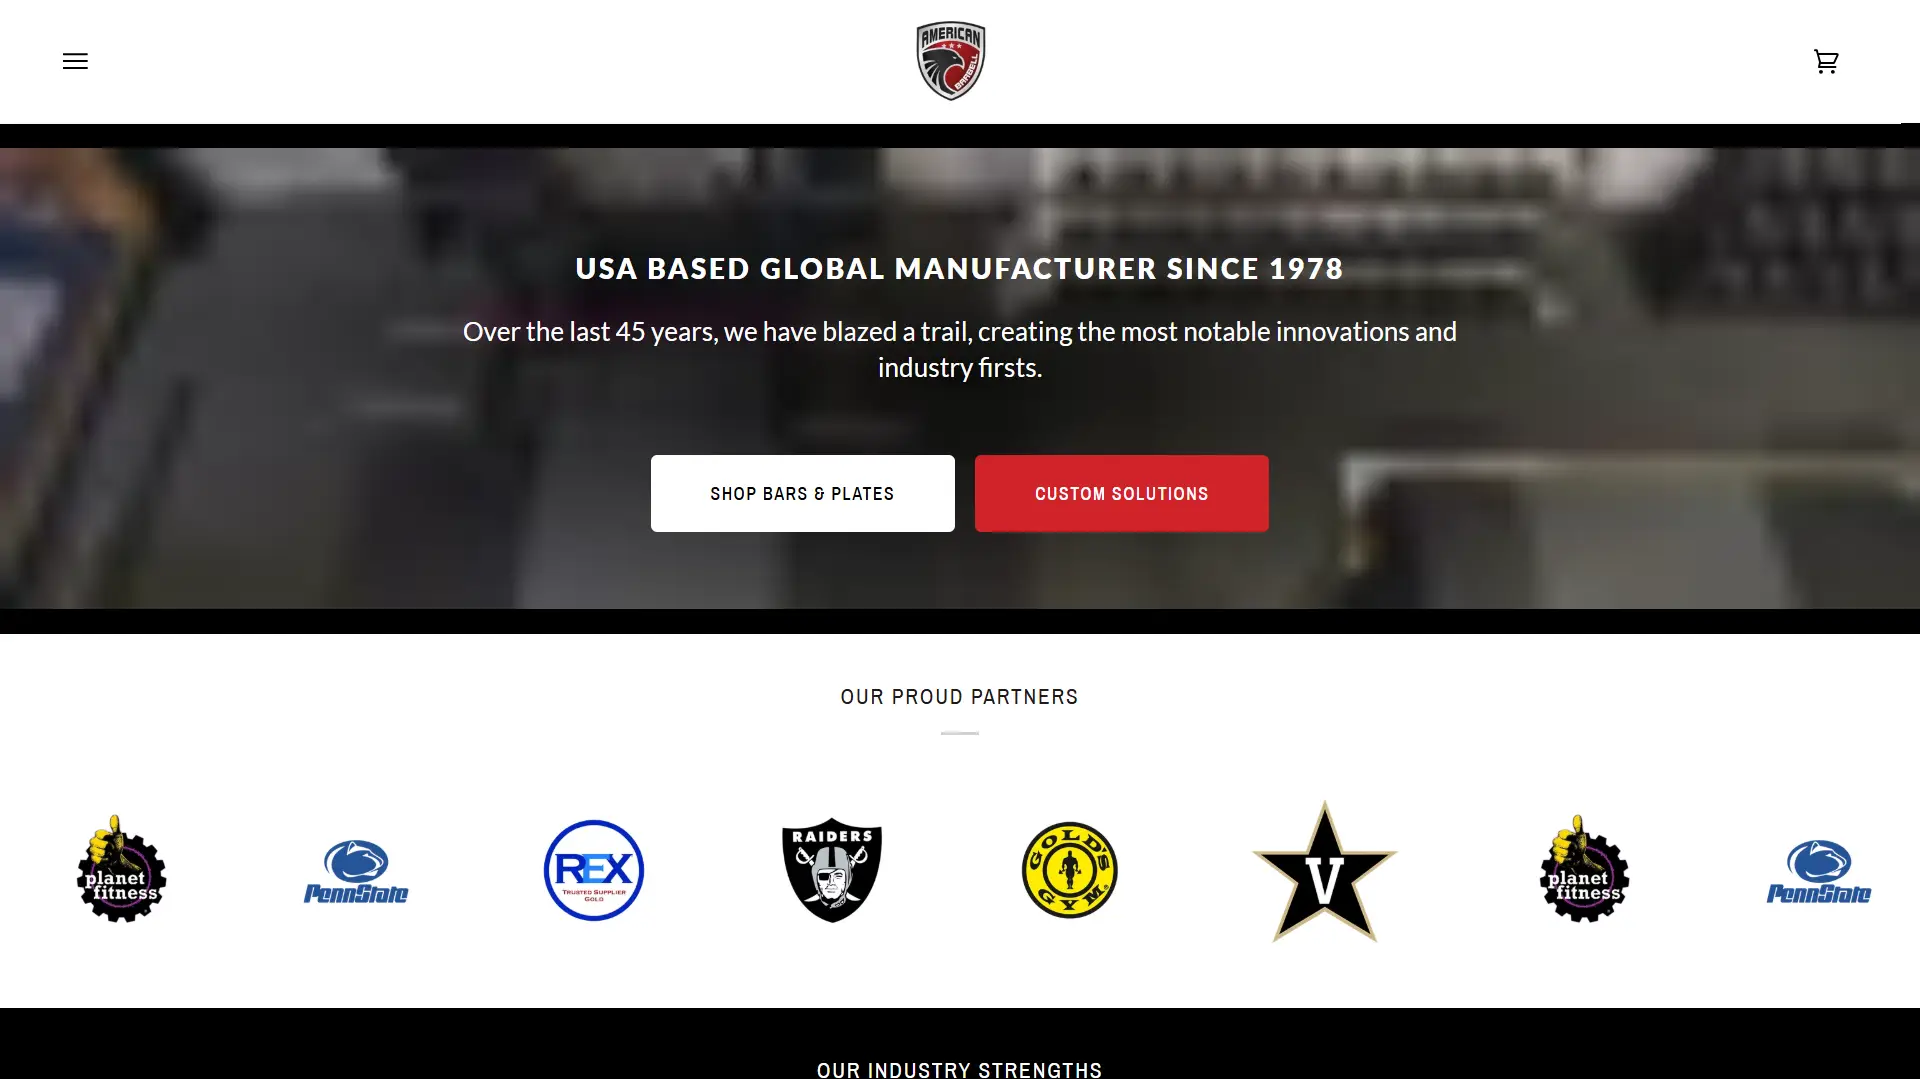 AMERICAN
BARBELL
USA BASED GLOBAL MANUFACTURER SINCE 1978
Over the last 45 years, we have blazed a trail, creating the most notable innovations and
industry firsts.
SHOP BARS & PLATES
CUSTOM SOLUTIONS
OUR PROUD PARTNERS
planet
fitness
PennState
REX
TRUSTED SUPPLIER
GOLD
RAIDERS
GOLD'S
GYM
V
planet
fitness
PennState
OUR INDUSTRY STRENGTHS